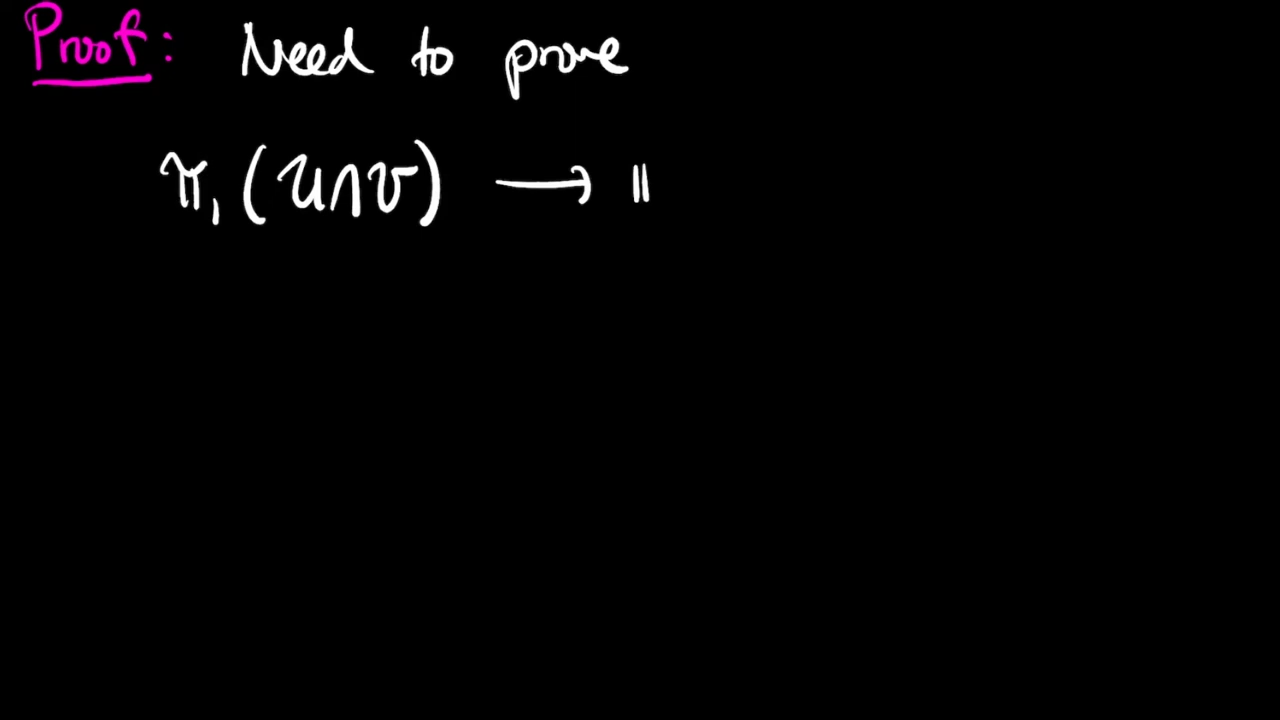 Proof: Need to prove
π₁ (U∩V) →